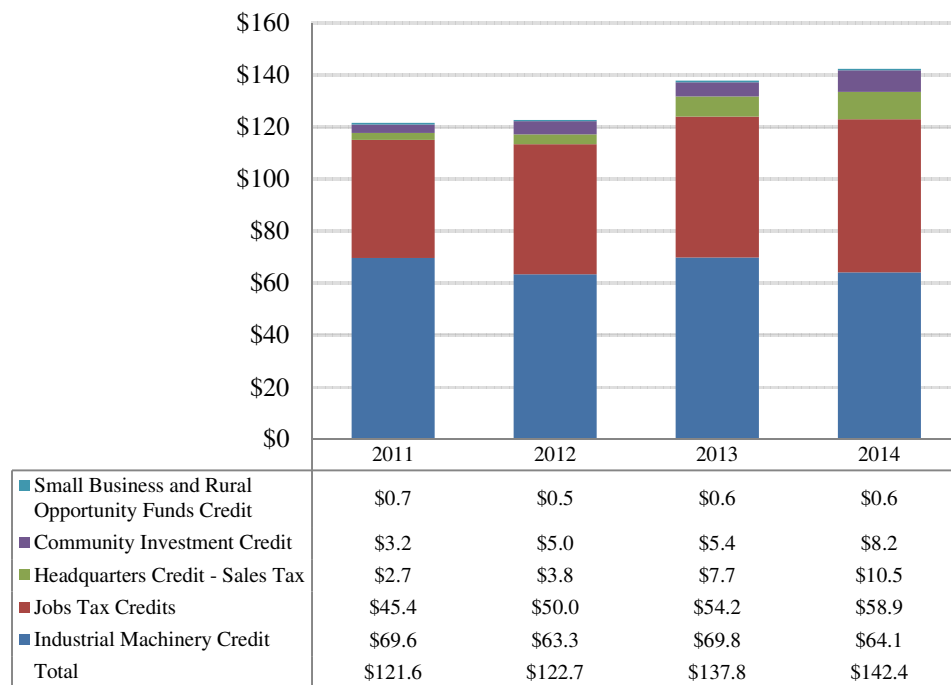 $160
$140
$120
$100
$80
$60
$40
$20
$0
2011 2012 2013 2014
Small Business and Rural
Opportunity Funds Credit $0.7 $0.5 $0.6 $0.6
Community Investment Credit $3.2 $5.0 $5.4 $8.2
Headquarters Credit - Sales Tax $2.7 $3.8 $7.7 $10.5
Jobs Tax Credits $45.4 $50.0 $54.2 $58.9
Industrial Machinery Credit $69.6 $63.3 $69.8 $64.1
Total $121.6 $122.7 $137.8 $142.4